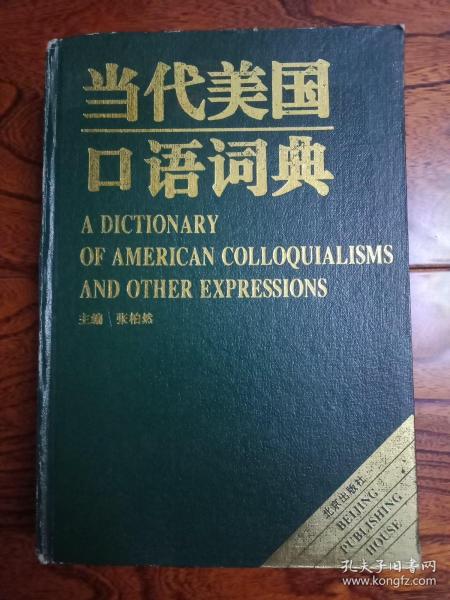 当代美国
口语词典
A DICTIONARY
OF AMERICAN COLLOQUIALISMS
AND OTHER EXPRESSIONS
主编 \ 张柏然
北京出版社
BEIJING
PUBLISHING
HOUSE
孔夫子旧书网
www.kongfz.com